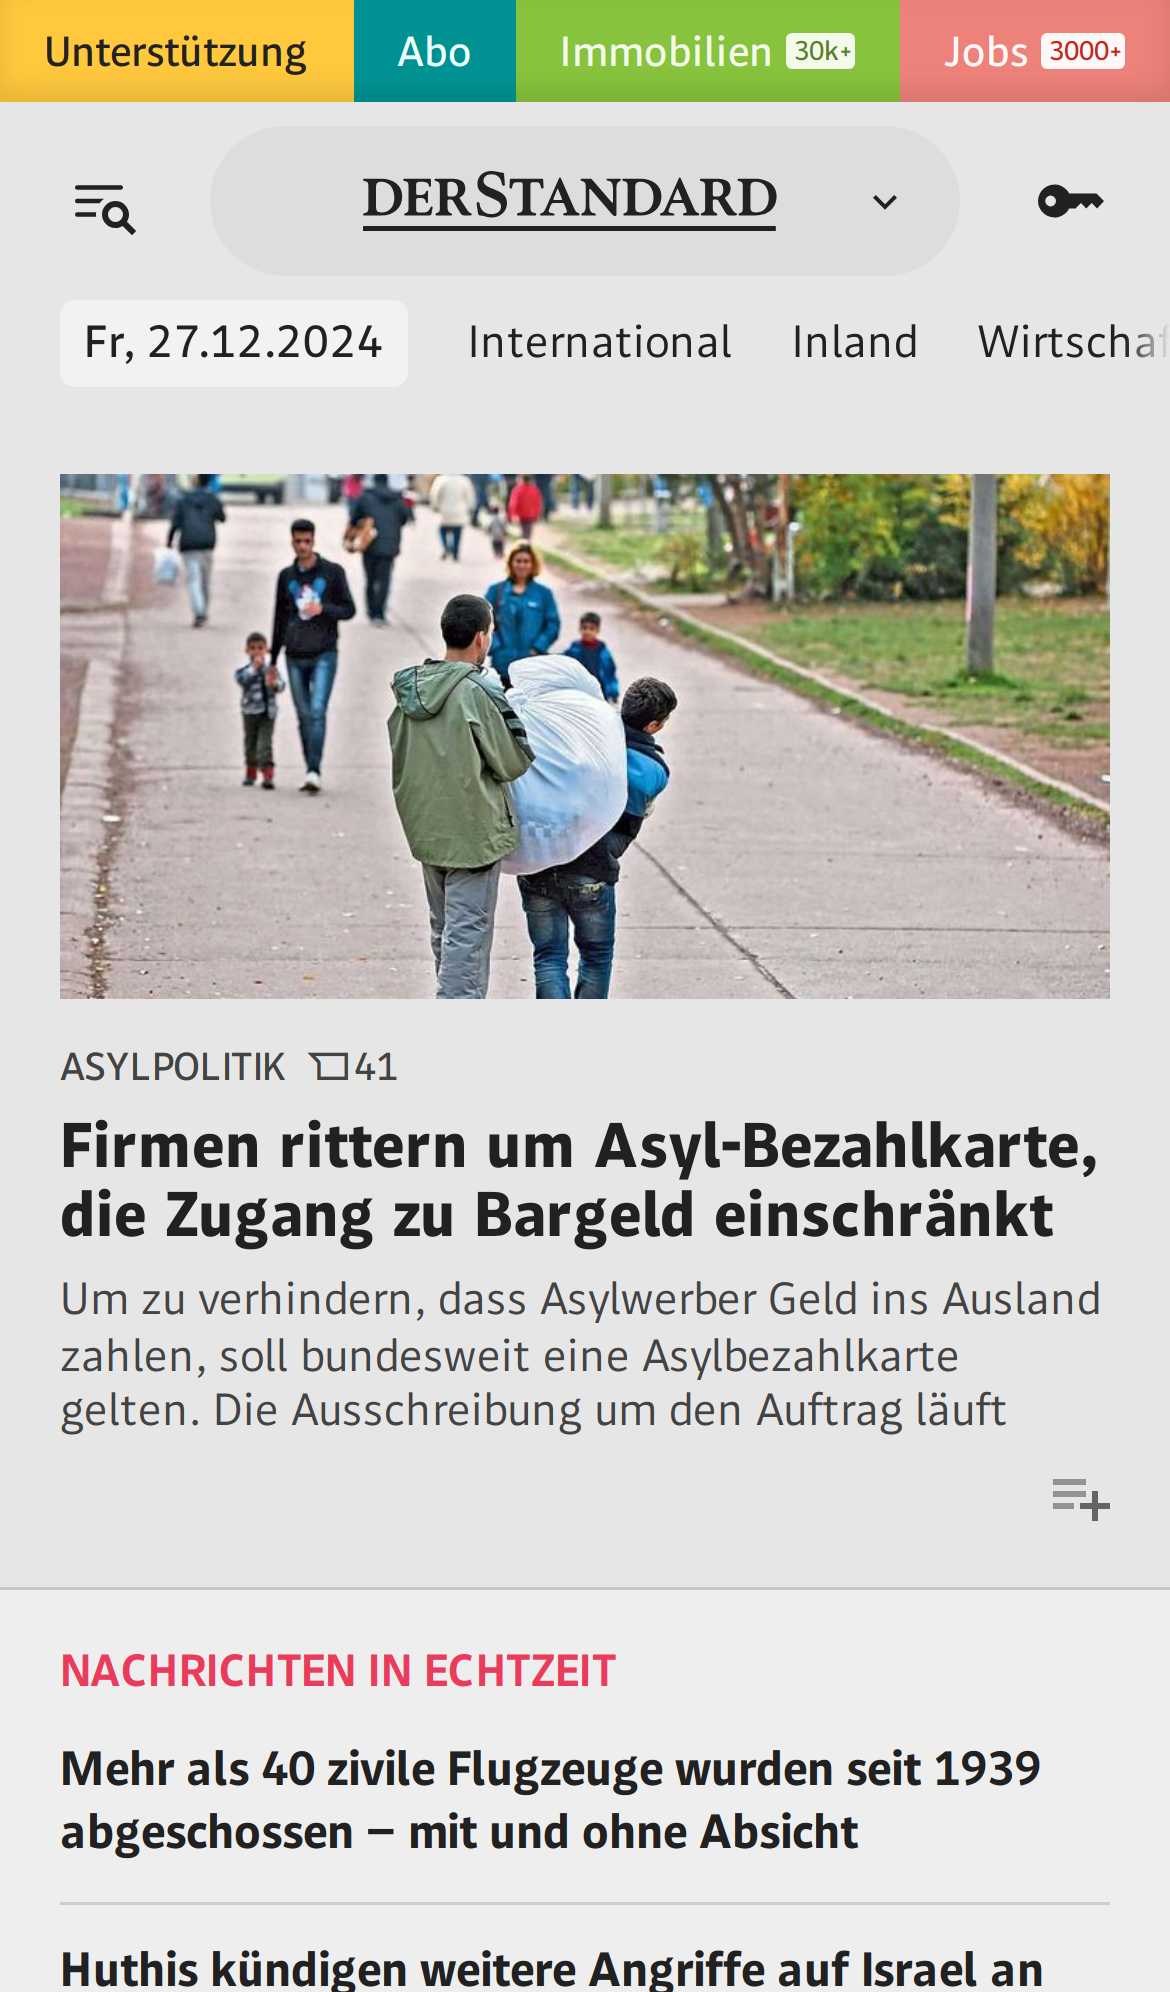 Unterstützung Abo Immobilien 30k+ Jobs 3000+
DERSTANDARD
Fr, 27.12.2024 International Inland Wirtschaf
ASYLPOLITIK 41
Firmen rittern um Asyl-Bezahlkarte,
die Zugang zu Bargeld einschränkt
Um zu verhindern, dass Asylwerber Geld ins Ausland
zahlen, soll bundesweit eine Asylbezahlkarte
gelten. Die Ausschreibung um den Auftrag läuft
NACHRICHTEN IN ECHTZEIT
Mehr als 40 zivile Flugzeuge wurden seit 1939
abgeschossen – mit und ohne Absicht
Huthis kündigen weitere Angriffe auf Israel an